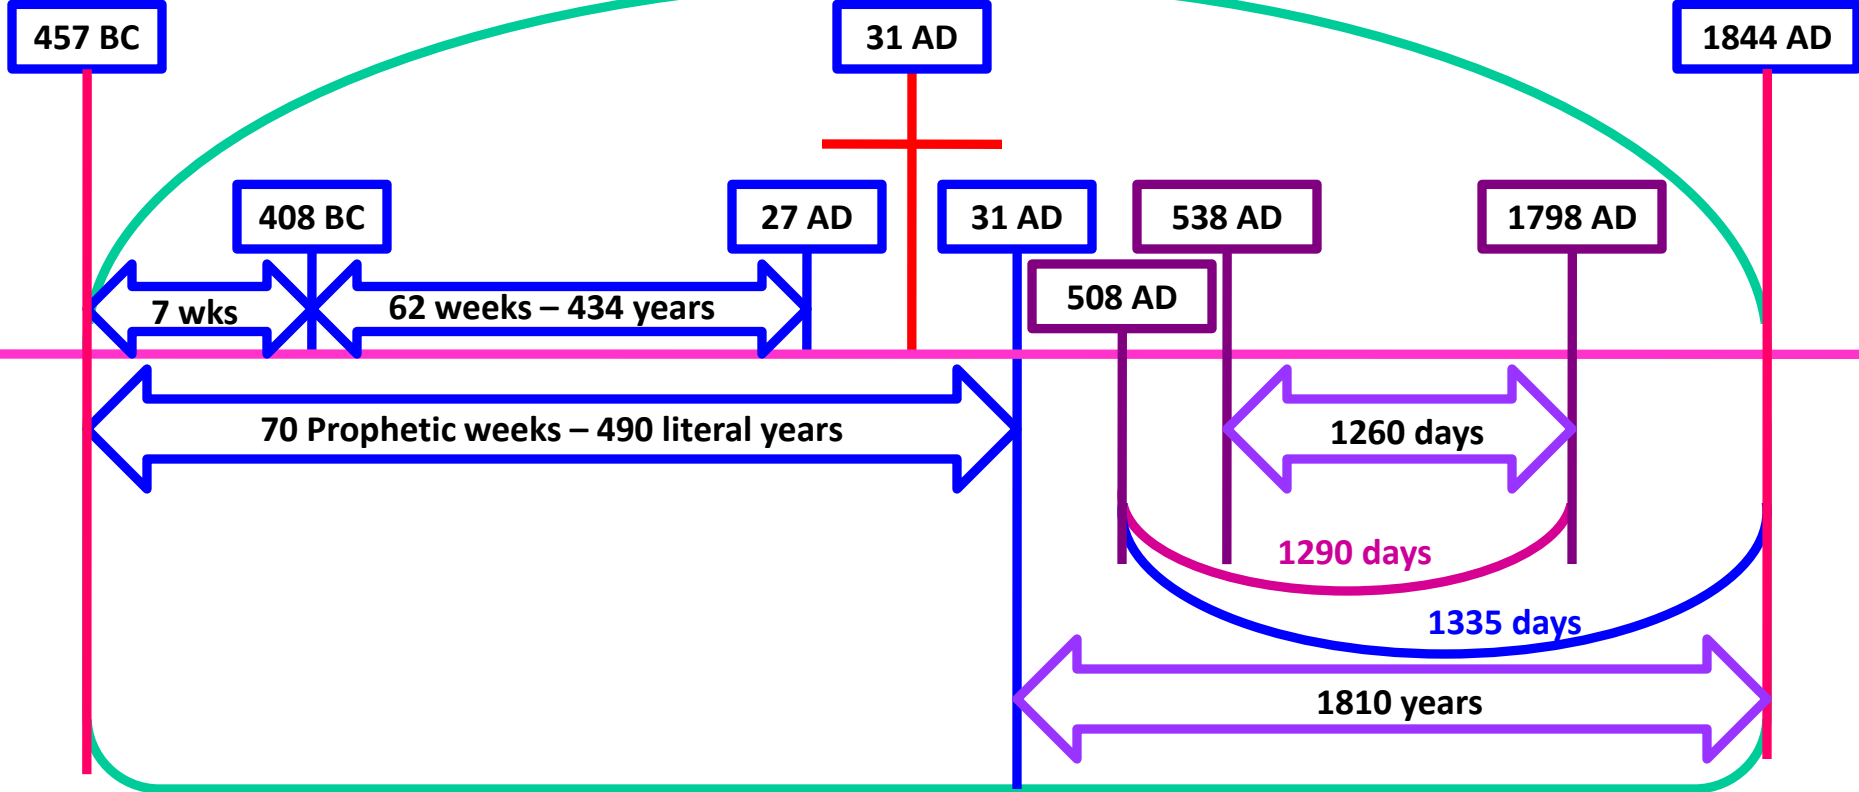 457 BC
31 AD
1844 AD
408 BC
27 AD
31 AD
538 AD
1798 AD
508 AD
7 wks
62 weeks – 434 years
70 Prophetic weeks – 490 literal years
1260 days
1290 days
1335 days
1810 years